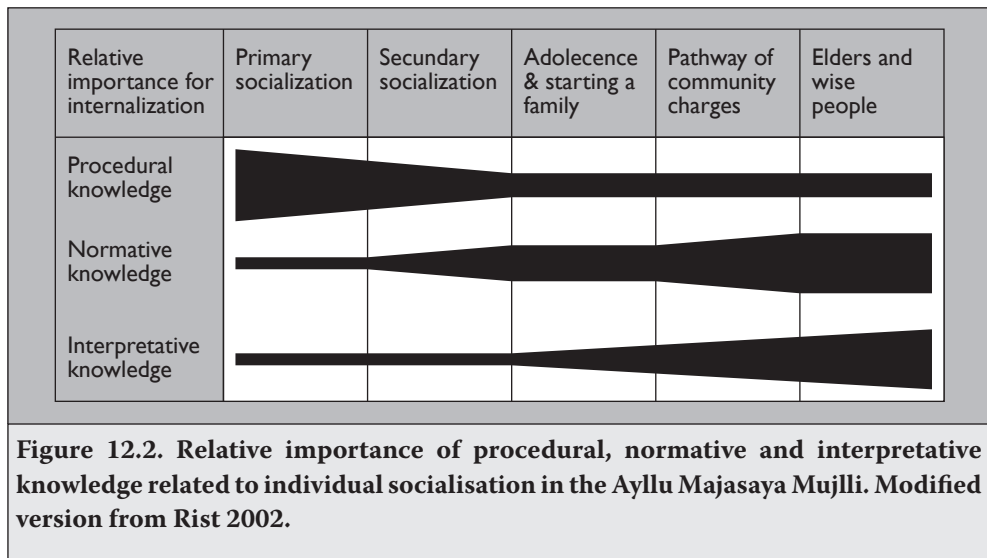 Relative
importance for
internalization
Primary
socialization
Secundary
socialization
Adolecence
& starting a
family
Pathway of
community
charges
Elders and
wise
people
Procedural
knowledge
Normative
knowledge
Interpretative
knowledge
Figure 12.2. Relative importance of procedural, normative and interpretative
knowledge related to individual socialisation in the Ayllu Majasaya Mujlli. Modified
version from Rist 2002.